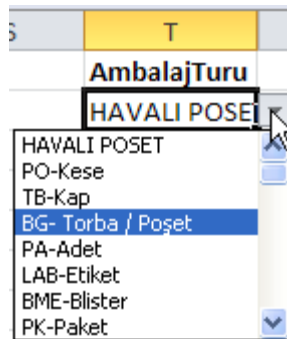 S T
AmbalajTuru
HAVALI POSE
HAVALI POSET
PO-Kese
TB-Kap
BG- Torba / Poşet
PA-Adet
LAB-Etiket
BME-Blister
PK-Paket